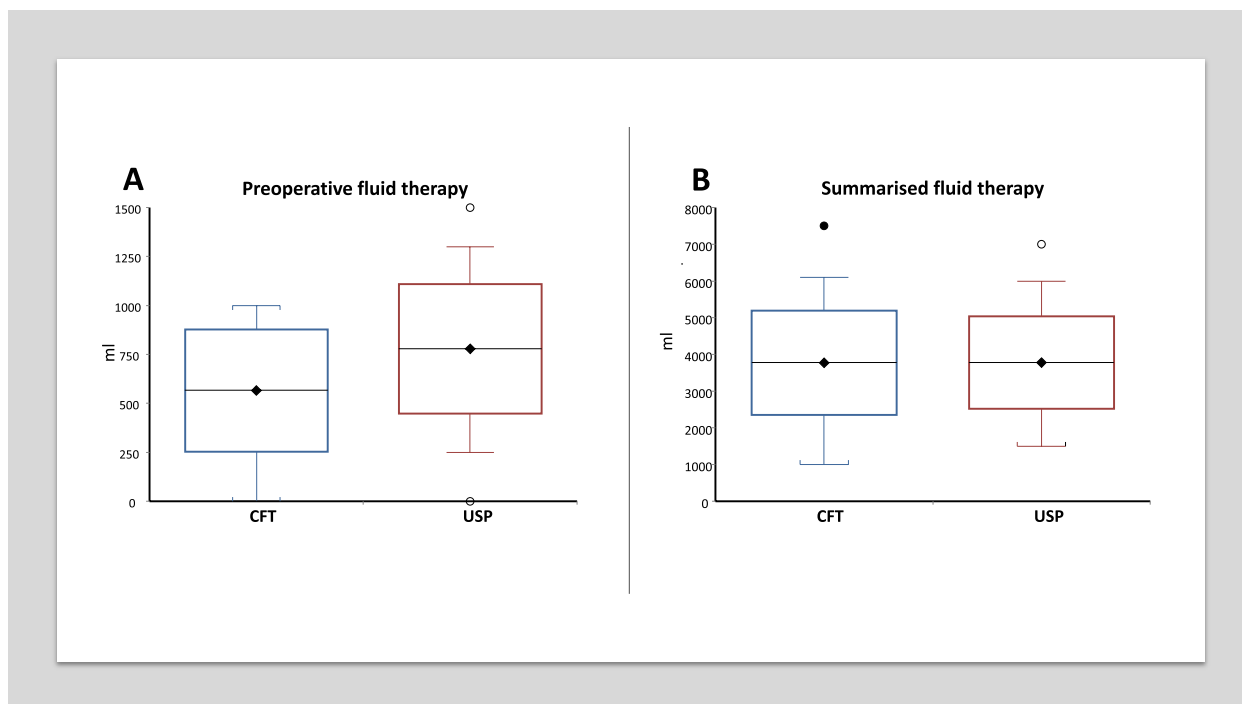 A
Preoperative fluid therapy
1500
1250
1000
750
500
250
0
ml
CFT
USP
B
Summarised fluid therapy
8000
7000
6000
5000
4000
3000
2000
1000
0
ml
CFT
USP